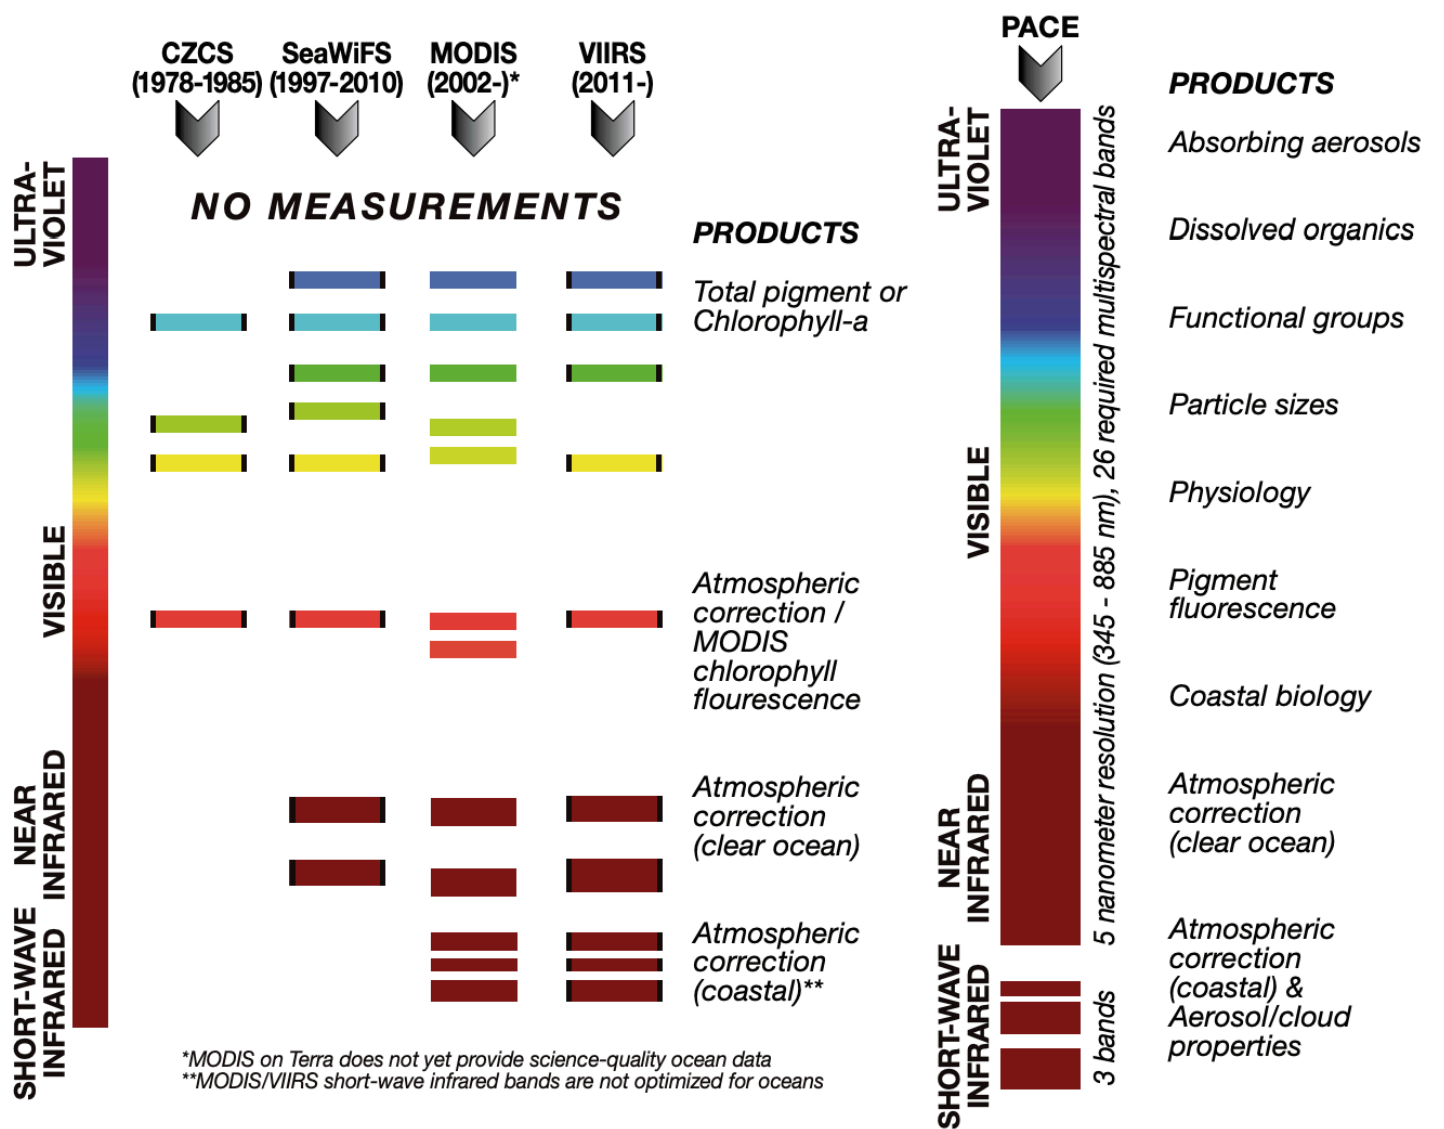 CZCS
(1978-1985)
SeaWiFS
(1997-2010)
MODIS
(2002-)*
VIIRS
(2011-)
ULTRA-
VIOLET
VISIBLE
NEAR
INFRARED
SHORT-WAVE
INFRARED
NO MEASUREMENTS
PRODUCTS
Total pigment or
Chlorophyll-a
Atmospheric
correction /
MODIS
chlorophyll
flourescence
Atmospheric
correction
(clear ocean)
Atmospheric
correction
(coastal)**
*MODIS on Terra does not yet provide science-quality ocean data
**MODIS/VIIRS short-wave infrared bands are not optimized for oceans
PACE
ULTRA-
VIOLET
VISIBLE
NEAR
INFRARED
SHORT-WAVE
INFRARED
5 nanometer resolution (345 - 885 nm), 26 required multispectral bands
3 bands
PRODUCTS
Absorbing aerosols
Dissolved organics
Functional groups
Particle sizes
Physiology
Pigment
fluorescence
Coastal biology
Atmospheric
correction
(clear ocean)
Atmospheric
correction
(coastal) &
Aerosol/cloud
properties